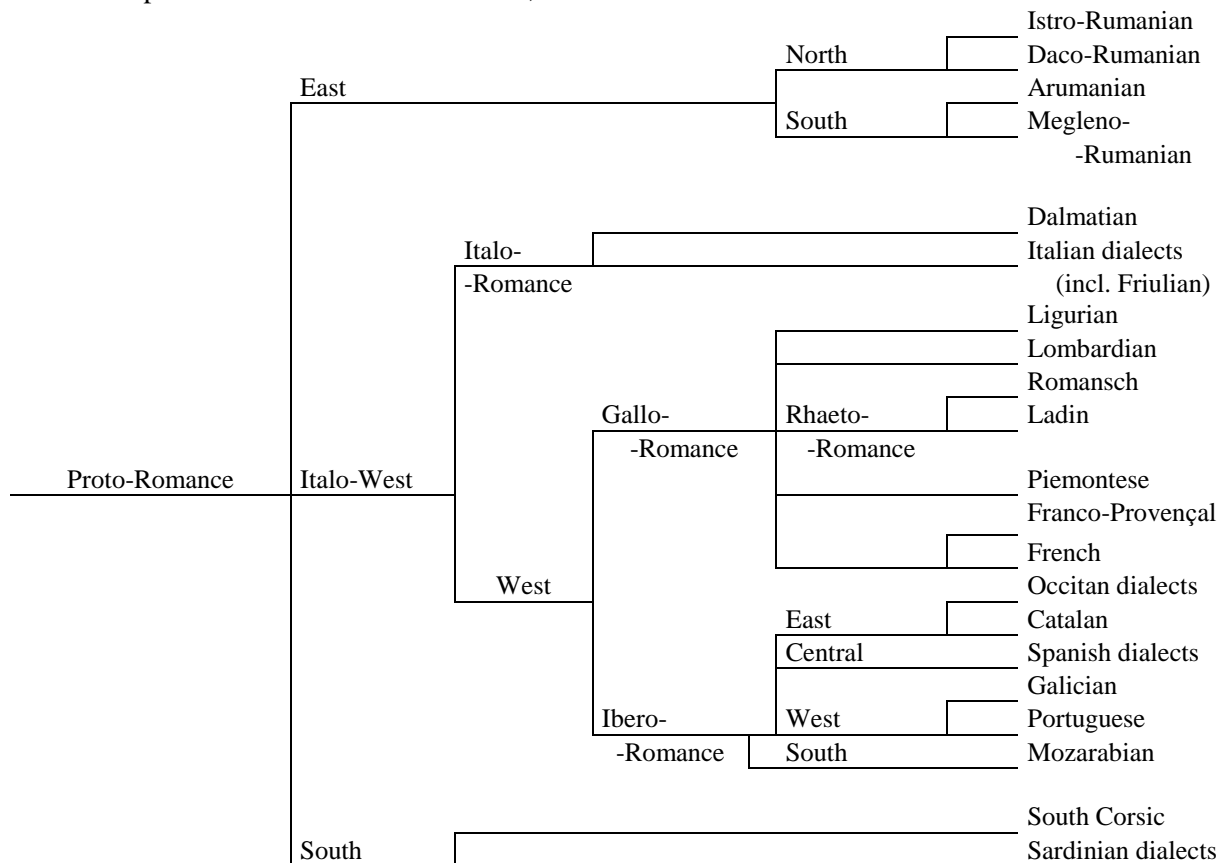 Istro-Rumanian
North Daco-Rumanian
East Arumanian
South Megleno-
-Rumanian
Dalmatian
Italo- Italian dialects
-Romance (incl. Friulian)
Ligurian
Lombardian
Romansch
Gallo- Rhaeto- Ladin
-Romance -Romance
Proto-Romance Italo-West Piemontese
Franco-Provençal
French
West Occitan dialects
East Catalan
Central Spanish dialects
Galician
Ibero- West Portuguese
-Romance South Mozarabian
South Corsic
South Sardinian dialects